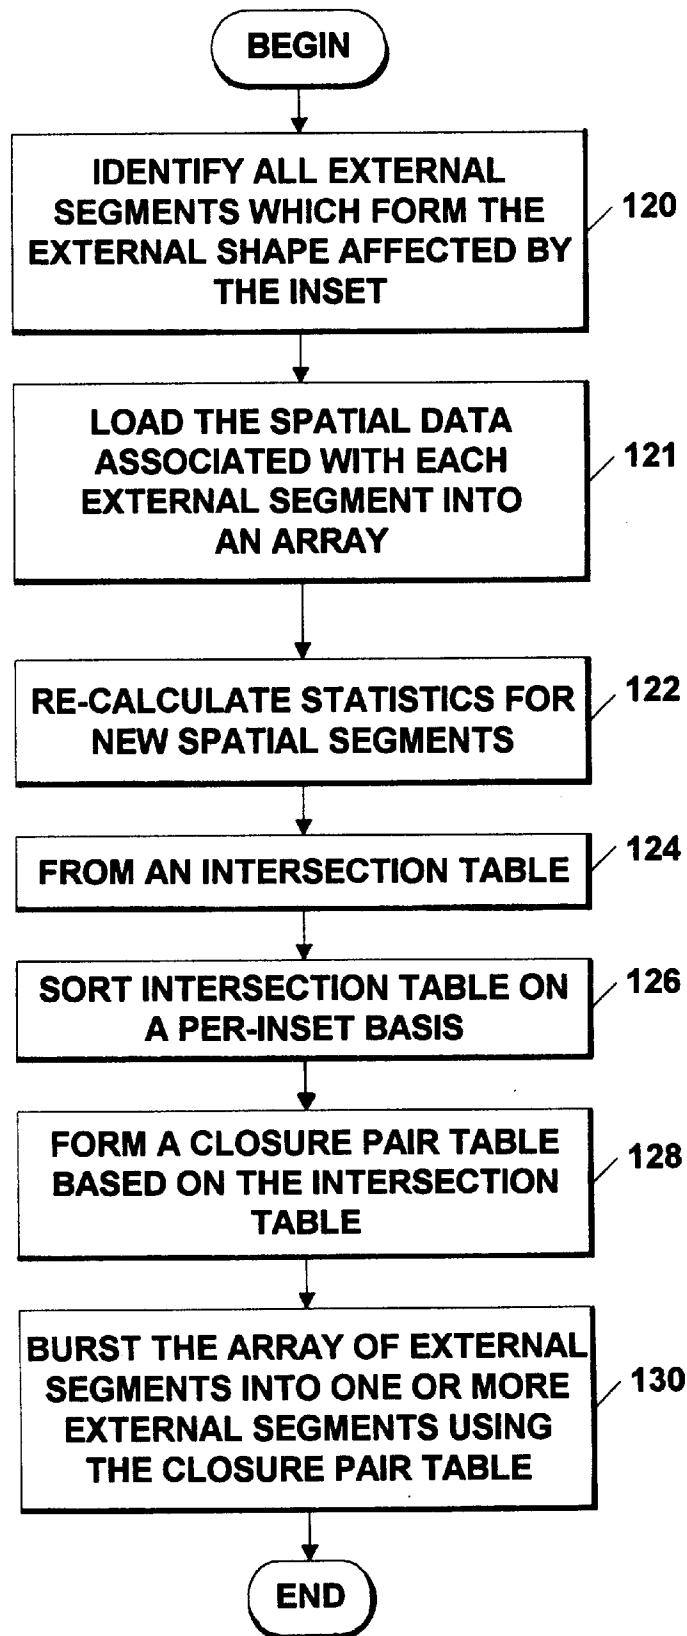 BEGIN
IDENTIFY ALL EXTERNAL
SEGMENTS WHICH FORM THE
EXTERNAL SHAPE AFFECTED BY
THE INSET
120
LOAD THE SPATIAL DATA
ASSOCIATED WITH EACH
EXTERNAL SEGMENT INTO
AN ARRAY
121
RE-CALCULATE STATISTICS FOR
NEW SPATIAL SEGMENTS
122
FROM AN INTERSECTION TABLE
124
SORT INTERSECTION TABLE ON
A PER-INSET BASIS
126
FORM A CLOSURE PAIR TABLE
BASED ON THE INTERSECTION
TABLE
128
BURST THE ARRAY OF EXTERNAL
SEGMENTS INTO ONE OR MORE
EXTERNAL SEGMENTS USING
THE CLOSURE PAIR TABLE
130
END